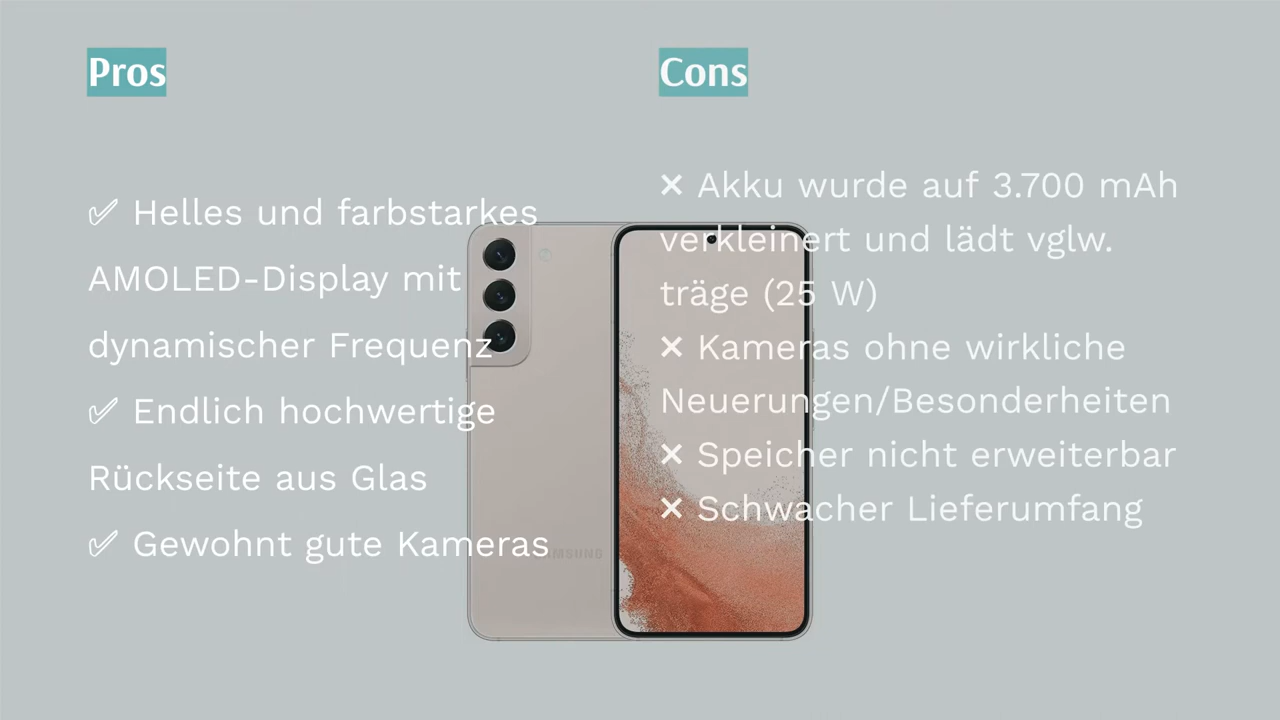 Pros
✅ Helles und farbstarkes
AMOLED-Display mit
dynamischer Frequenz
✅ Endlich hochwertige
Rückseite aus Glas
✅ Gewohnt gute Kameras
Cons
❌ Akku wurde auf 3.700 mAh
verkleinert und lädt vglw.
träge (25 W)
❌ Kameras ohne wirkliche
Neuerungen/Besonderheiten
❌ Speicher nicht erweiterbar
❌ Schwacher Lieferumfang
SAMSUNG